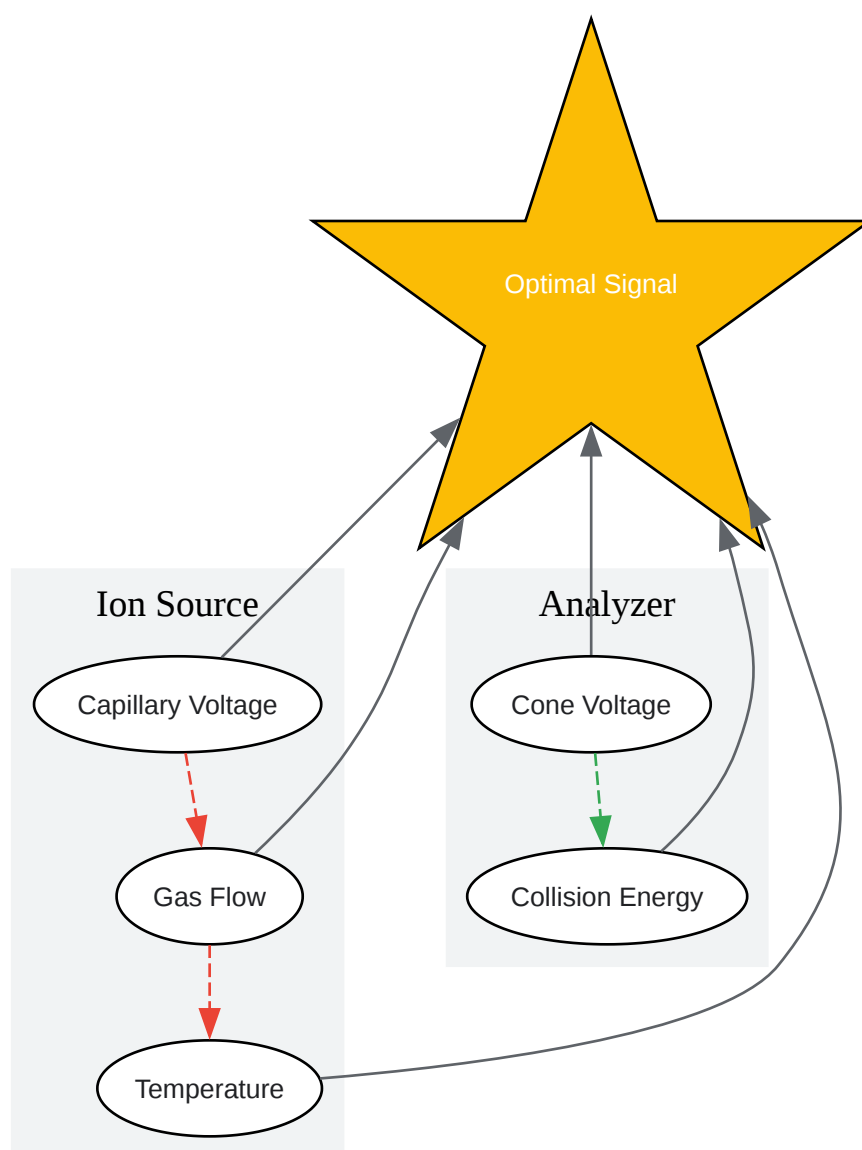 Optimal Signal
Ion Source
Analyzer
Capillary Voltage
Cone Voltage
Gas Flow
Collision Energy
Temperature